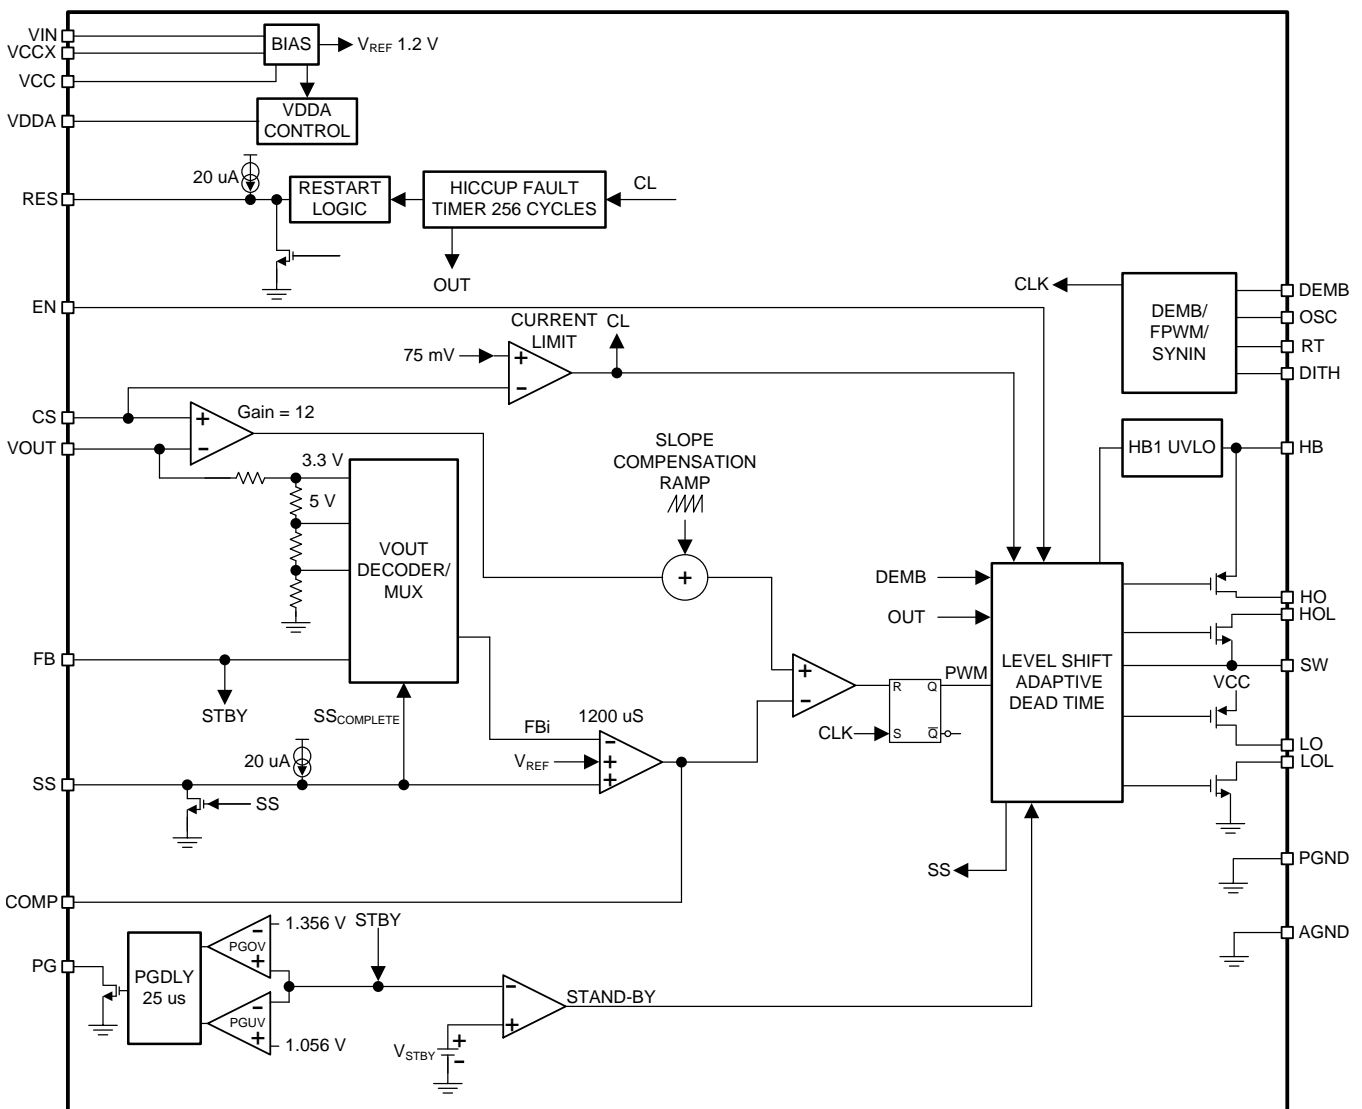 VIN
VCCX
VCC
VDDA
BIAS
VREF 1.2 V
VDDA
CONTROL
RES
20 uA
RESTART
LOGIC
HICCUP FAULT
TIMER 256 CYCLES
CL
OUT
EN
CLK
DEMB/
FPWM/
SYNIN
DEMB
OSC
RT
DITH
CURRENT
LIMIT
CL
75 mV
+
−
CS
VOUT
+
−
Gain = 12
3.3 V
5 V
VOUT
DECODER/
MUX
SLOPE
COMPENSATION
RAMP
+
HB1 UVLO
HB
DEMB
OUT
LEVEL SHIFT
ADAPTIVE
DEAD TIME
HO
HOL
SW
VCC
LO
LOL
FB
STBY
SSCOMPLETE
FBi
1200 uS
VREF
−
+
+
+
−
R Q
S Q
PWM
CLK
SS
20 uA
SS
SS
COMP
PGND
AGND
PG
PGDLY
25 us
−
PGOV
+
1.356 V
−
PGUV
+
1.056 V
STBY
−
+
STAND-BY
VSTBY
+
−